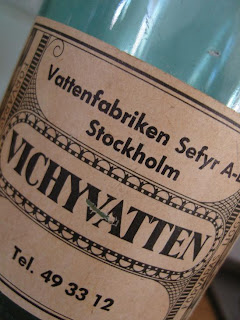 Vattenfabriken Sefyr A-B
Stockholm
VICHYVATTEN
Tel. 49 33 12